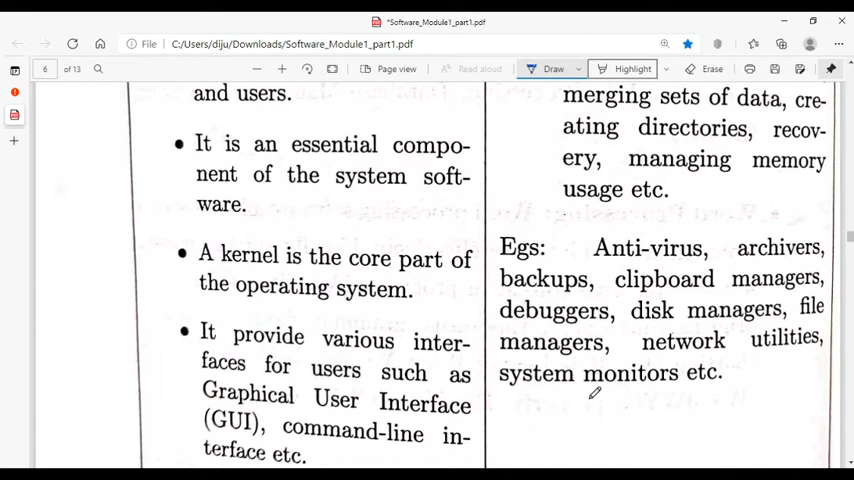 *Software_Module1_part1.pdf
File
C:/Users/diju/Downloads/Software_Module1_part1.pdf
6
of 13
Page view
Read aloud
Draw
Highlight
Erase
and users.
It is an essential compo-
nent of the system soft-
ware.
A kernel is the core part of
the operating system.
It provide various inter-
faces for users such as
Graphical User Interface
(GUI), command-line in-
terface etc.
merging sets of data, cre-
ating directories, recov-
ery, managing memory
usage etc.
Egs: Anti-virus, archivers,
backups, clipboard managers,
debuggers, disk managers, file
managers, network utilities,
system monitors etc.